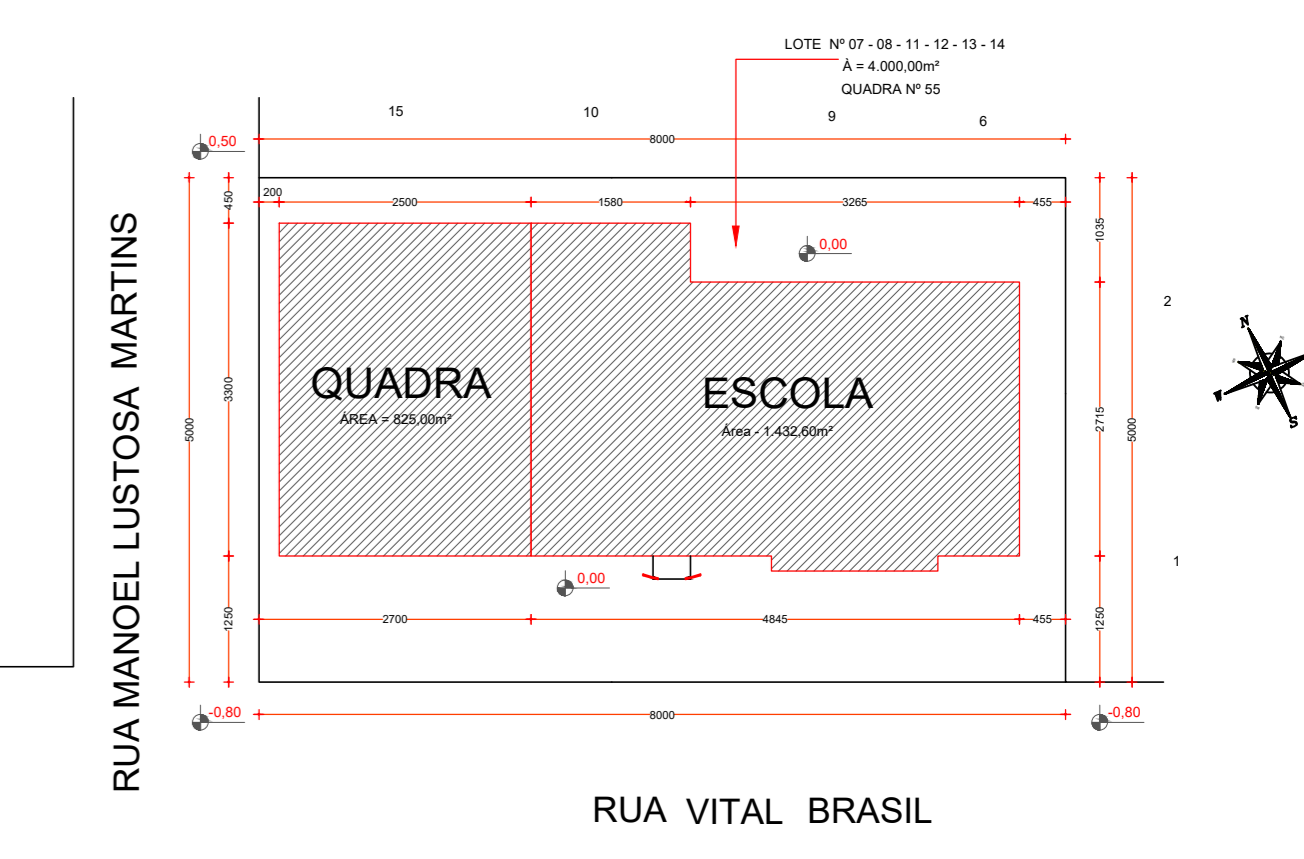 LOTE Nº 07 - 08 - 11 - 12 - 13 - 14
À = 4.000,00m²
QUADRA Nº 55
15
10
9
6
8000
0,50
200
2500
1580
3265
455
450
3300
1250
5000
1035
2715
1250
5000
0,00
2
1
N
S
QUADRA
ÁREA = 825,00m²
ESCOLA
Área - 1.432,60m²
0,00
2700
4845
455
-0,80
8000
-0,80
RUA MANOEL LUSTOSA MARTINS
RUA VITAL BRASIL